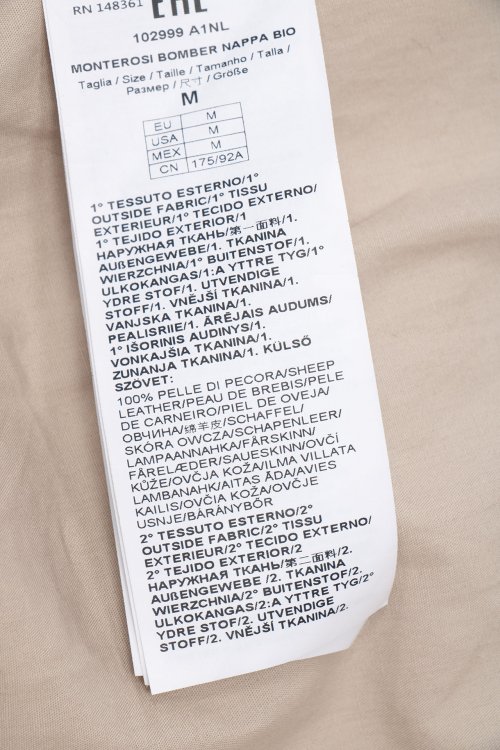 RN 148361 EAC
102999 A1NL
MONTEROSI BOMBER NAPPA BIO
Taglia / Size / Taille / Tamanho / Talla /
Размер / 尺寸 / Größe
M
EU M
USA M
MEX M
CN 175/92A
1° TESSUTO ESTERNO/1°
OUTSIDE FABRIC/1° TISSU
EXTERIEUR/1° TECIDO EXTERNO/
1° TEJIDO EXTERIOR/1
НАРУЖНАЯ ТКАНЬ/第一面料/1.
AUßENGEWEBE/1. TKANINA
WIERZCHNIA/1° BUITENSTOF/1.
ULKOKANGAS/1:A YTTRE TYG/1°
YDRE STOF/1. UTVENDIGE
STOFF/1. VNĚJŠÍ TKANINA/1.
VANJSKA TKANINA/1.
PEALISRIIE/1. ĀRĒJAIS AUDUMS/
1° IŠORINIS AUDINYS/1.
VONKAJŠIA TKANINA/1.
ZUNANJA TKANINA/1. KÜLSŐ
SZÖVET:
100% PELLE DI PECORA/SHEEP
LEATHER/PEAU DE BREBIS/PELE
DE CARNEIRO/PIEL DE OVEJA/
ОВЧИНА/绵羊皮/SCHAFFELL/
SKÓRA OWCZA/SCHAPENLEER/
LAMPAANNAHKA/FÅRSKINN/
FÅRELÆDER/SAUESKINN/OVČÍ
KŮŽE/OVČJA KOŽA/ILMA VILLATA
LAMBANAHK/AITAS ĀDA/AVIES
KAILIS/OVČIA KOŽA/OVČJE
USNJE/BÁRÁNYBŐR
2° TESSUTO ESTERNO/2°
OUTSIDE FABRIC/2° TISSU
EXTERIEUR/2° TECIDO EXTERNO/
2° TEJIDO EXTERIOR/2
НАРУЖНАЯ ТКАНЬ/第二面料/2.
AUßENGEWEBE /2. TKANINA
WIERZCHNIA/2° BUITENSTOF/2.
ULKOKANGAS/2:A YTTRE TYG/2°
YDRE STOF/2. UTVENDIGE
STOFF/2. VNĚJŠÍ TKANINA/2.